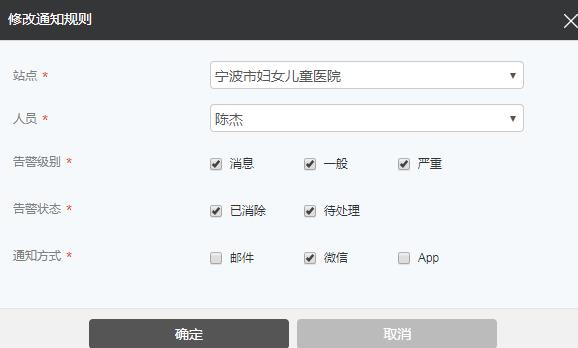 修改通知规则
站点 * 宁波市妇女儿童医院
人员 * 陈杰
告警级别 * 消息 一般 严重
告警状态 * 已消除 待处理
通知方式 * 邮件 微信 App
确定 取消